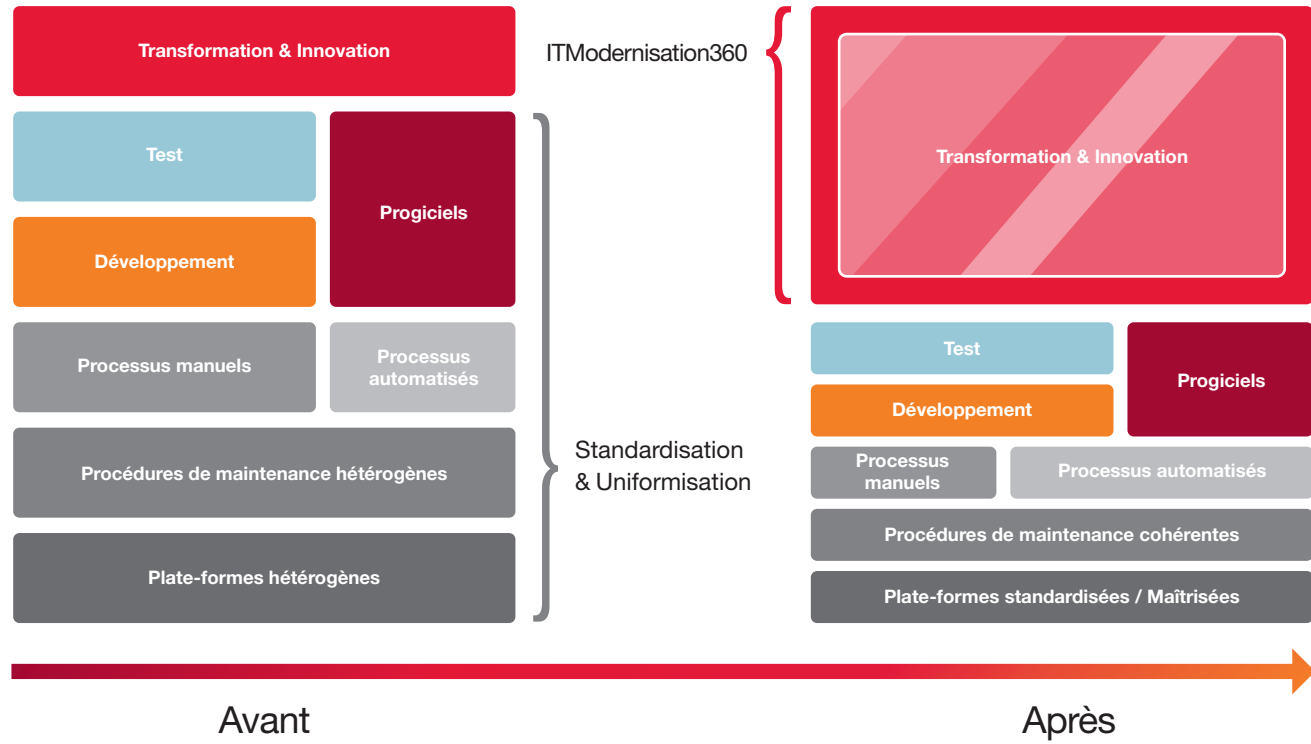 Transformation & Innovation
Test
Progiciels
Développement
Processus manuels
Processus
automatisés
Procédures de maintenance hétérogènes
Plate-formes hétérogènes
ITModernisation360
Standardisation
& Uniformisation
Transformation & Innovation
Test
Progiciels
Développement
Processus
manuels
Processus automatisés
Procédures de maintenance cohérentes
Plate-formes standardisées / Maîtrisées
Avant
Après